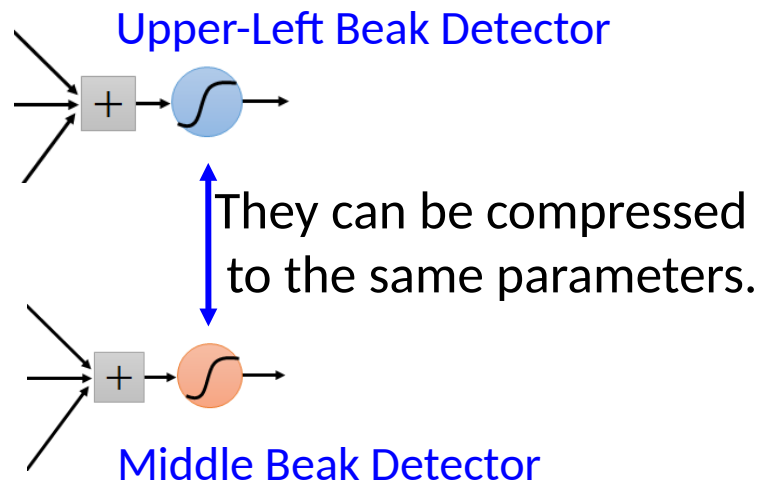 Upper-Left Beak Detector
+
They can be compressed
to the same parameters.
+
Middle Beak Detector